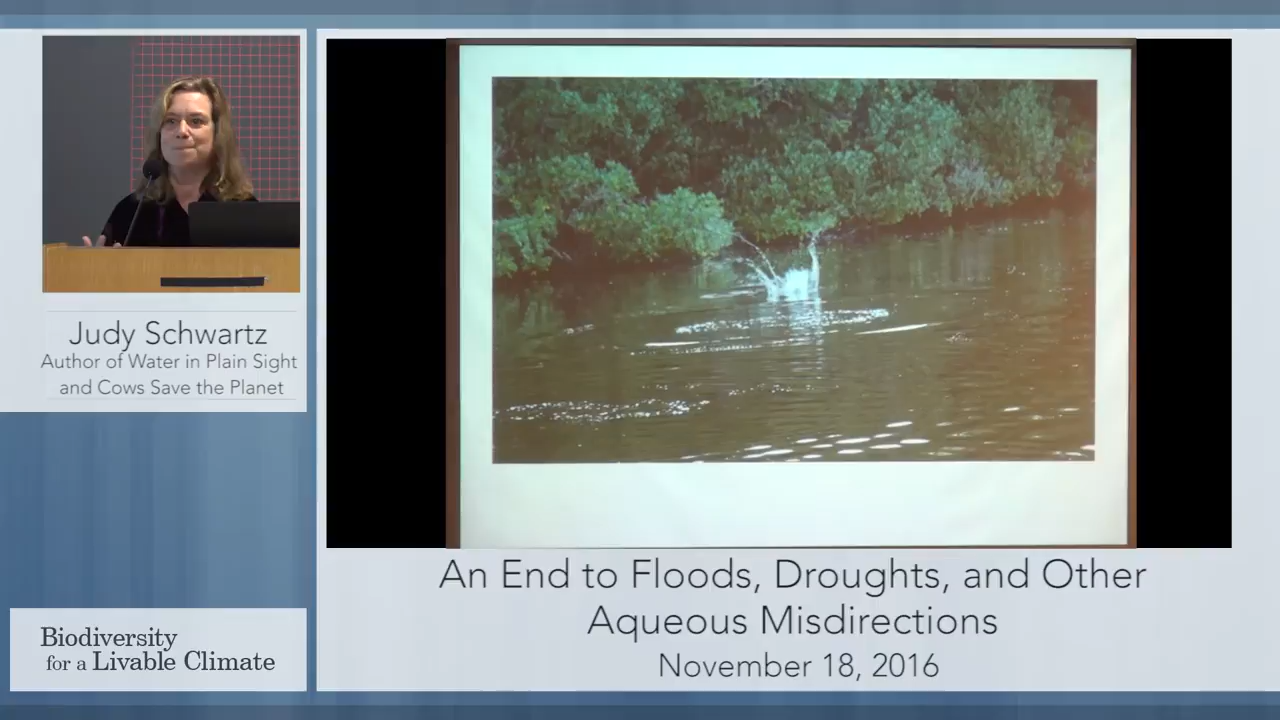 Judy Schwartz
Author of Water in Plain Sight
and Cows Save the Planet
An End to Floods, Droughts, and Other
Aqueous Misdirections
November 18, 2016
Biodiversity
for a Livable Climate